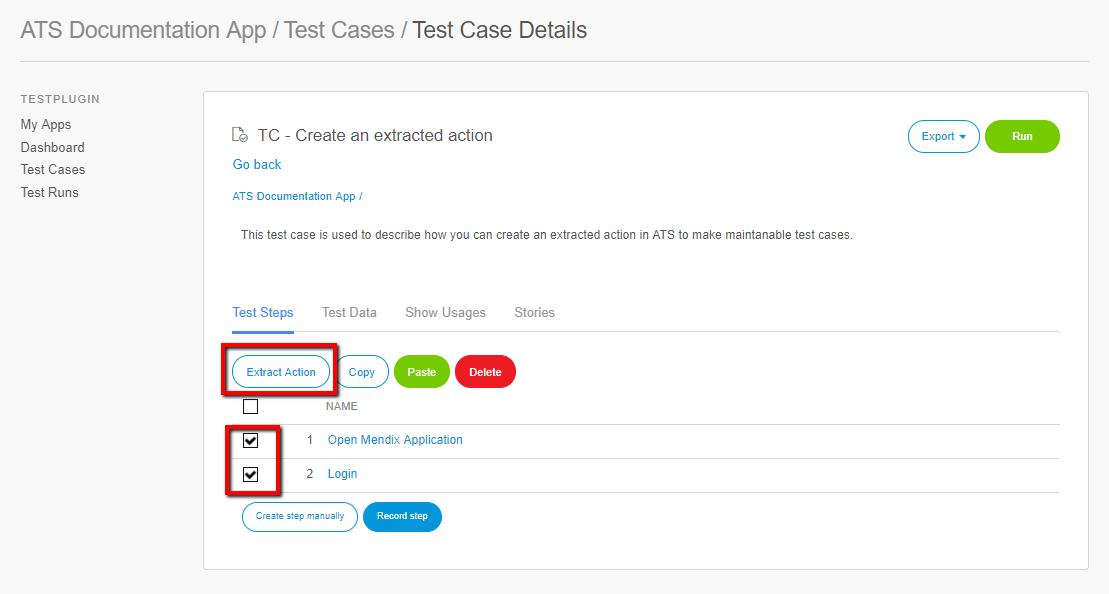 ATS Documentation App / Test Cases / Test Case Details
TESTPLUGIN
My Apps
Dashboard
Test Cases
Test Runs
TC - Create an extracted action
Export
Run
Go back
ATS Documentation App /
This test case is used to describe how you can create an extracted action in ATS to make maintanable test cases.
Test Steps Test Data Show Usages Stories
Extract Action Copy Paste Delete
NAME
1 Open Mendix Application
2 Login
Create step manually Record step